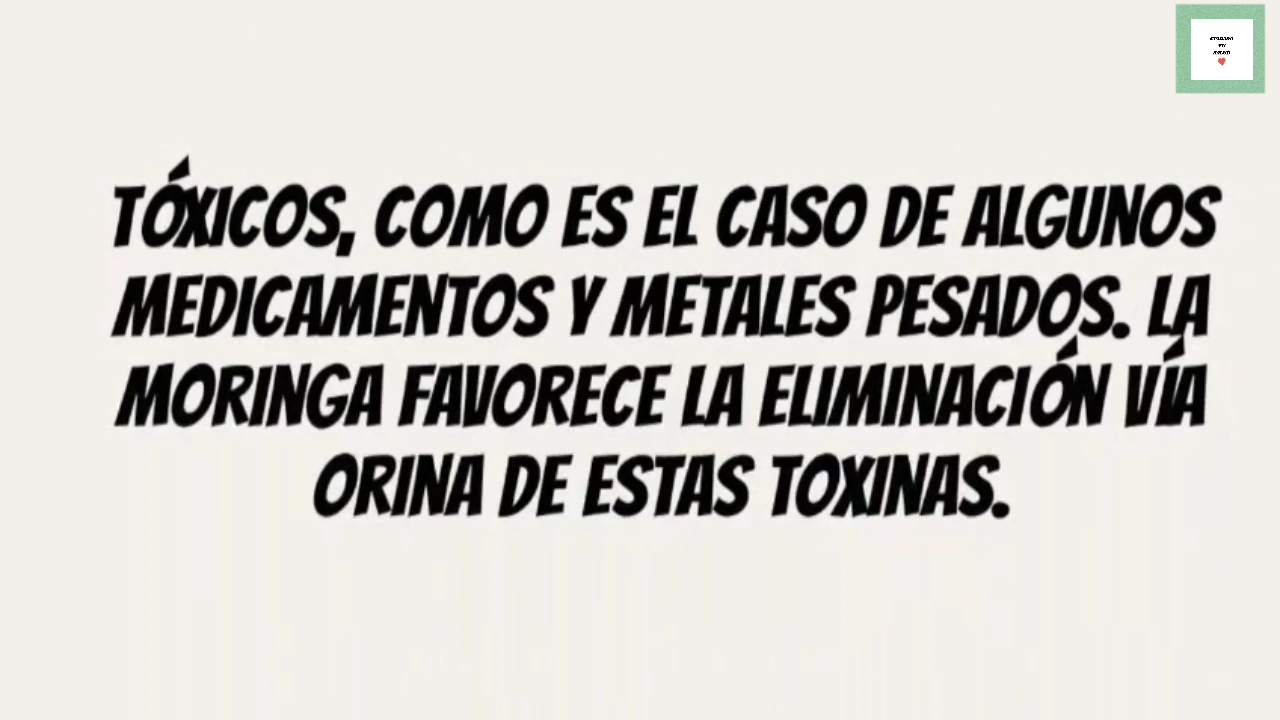 TÓXICOS, COMO ES EL CASO DE ALGUNOS
MEDICAMENTOS Y METALES PESADOS. LA
MORINGA FAVORECE LA ELIMINACIÓN VÍA
ORINA DE ESTAS TOXINAS.